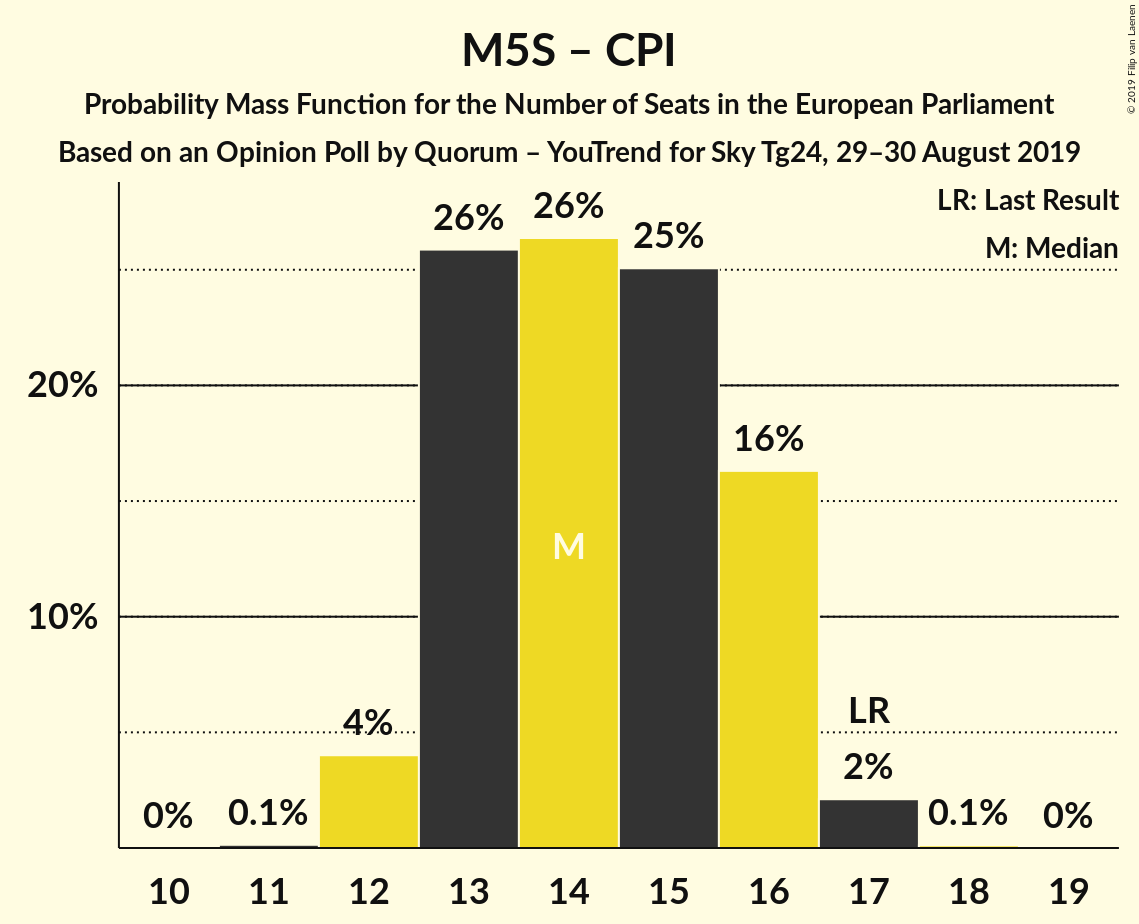 M5S – CPI
Probability Mass Function for the Number of Seats in the European Parliament
Based on an Opinion Poll by Quorum – YouTrend for Sky Tg24, 29–30 August 2019
© 2019 Filip van Laenen
LR: Last Result
M: Median
26%
26%
25%
20%
16%
M
10%
LR
4%
2%
0%
0.1%
0.1%
0%
10 11 12 13 14 15 16 17 18 19